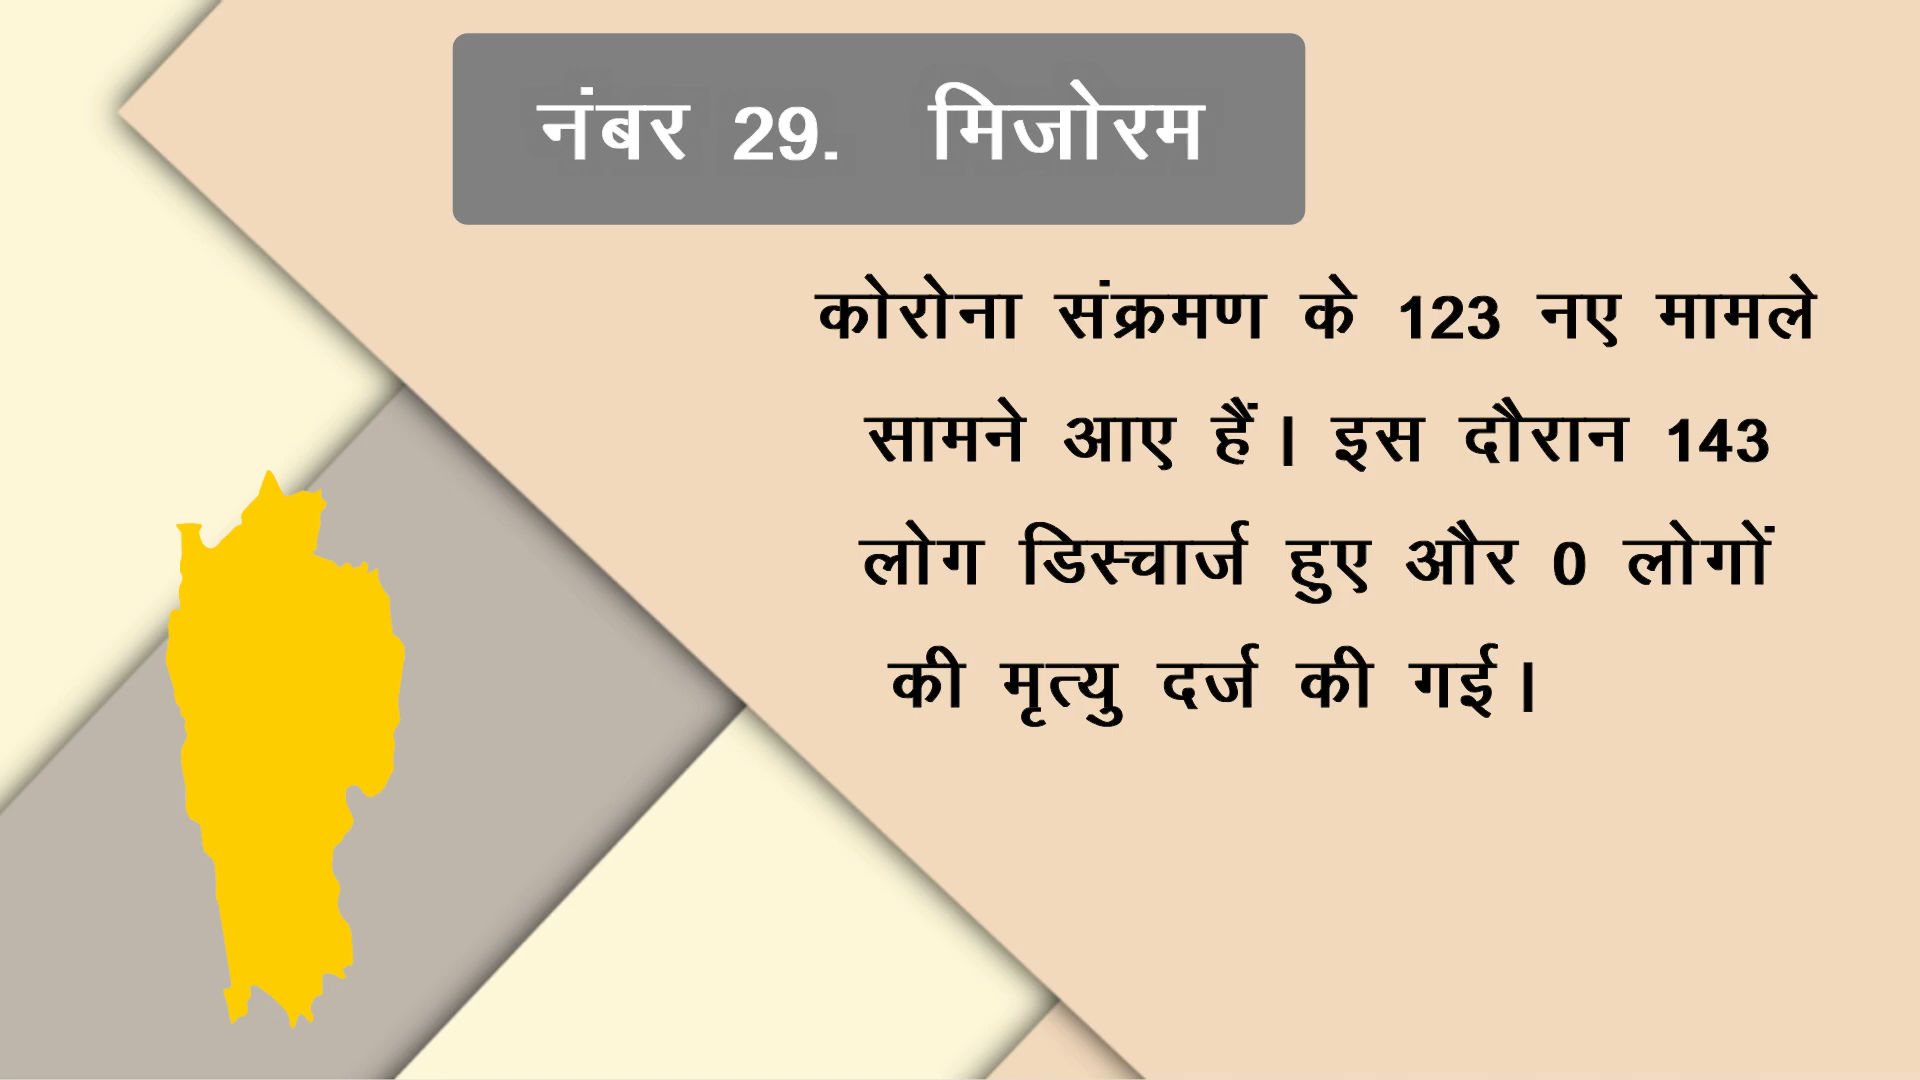 नंबर 29. मिजोरम
कोरोना संक्रमण के 123 नए मामले
सामने आए हैं। इस दौरान 143
लोग डिस्चार्ज हुए और 0 लोगों
की मृत्यु दर्ज की गई।